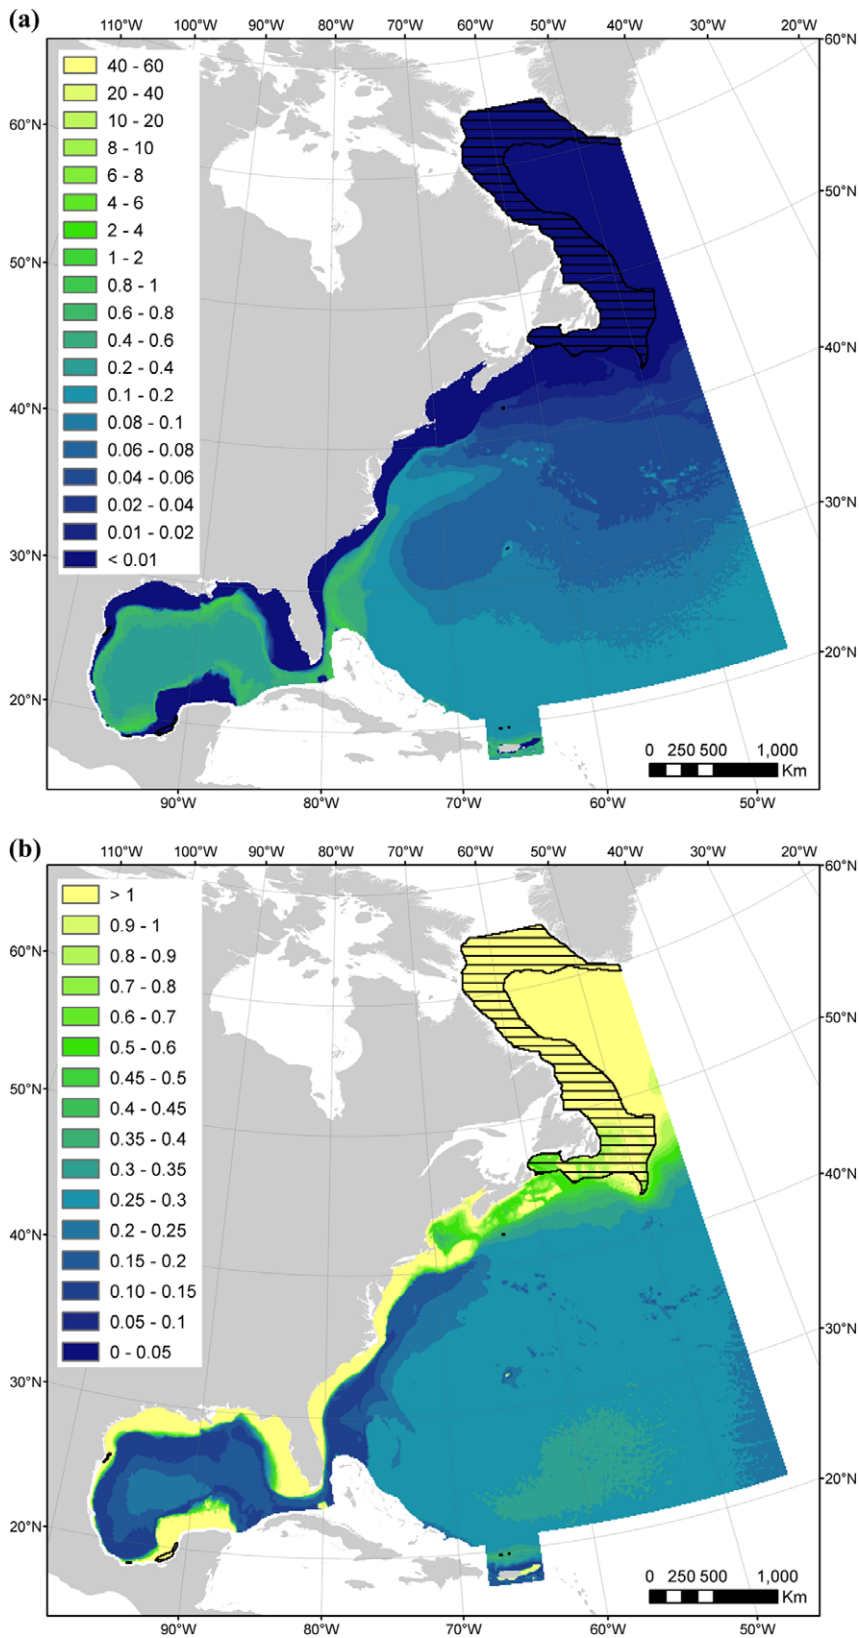 (a)
110°W 100°W 90°W 80°W 70°W 60°W 50°W 40°W 30°W 20°W
60°N
40 - 60
20 - 40
10 - 20
8 - 10
6 - 8
4 - 6
2 - 4
1 - 2
0.8 - 1
0.6 - 0.8
0.4 - 0.6
0.2 - 0.4
0.1 - 0.2
0.08 - 0.1
0.06 - 0.08
0.04 - 0.06
0.02 - 0.04
0.01 - 0.02
< 0.01
60°N
50°N
40°N
30°N
20°N
50°N
40°N
30°N
20°N
0 250 500 1,000
Km
90°W 80°W 70°W 60°W 50°W
(b)
110°W 100°W 90°W 80°W 70°W 60°W 50°W 40°W 30°W 20°W
60°N
> 1
0.9 - 1
0.8 - 0.9
0.7 - 0.8
0.6 - 0.7
0.5 - 0.6
0.45 - 0.5
0.4 - 0.45
0.35 - 0.4
0.3 - 0.35
0.25 - 0.3
0.2 - 0.25
0.15 - 0.2
0.10 - 0.15
0.05 - 0.1
0 - 0.05
60°N
50°N
40°N
30°N
20°N
50°N
40°N
30°N
20°N
0 250 500 1,000
Km
90°W 80°W 70°W 60°W 50°W